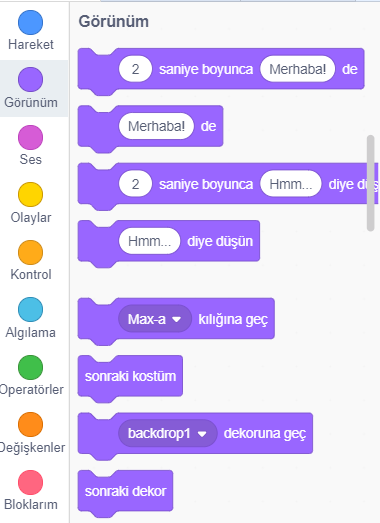 Hareket
Görünüm
Ses
Olaylar
Kontrol
Algılama
Operatörler
Değişkenler
Bloklarım
Görünüm
2 saniye boyunca Merhaba! de
Merhaba! de
2 saniye boyunca Hmm... diye düş
Hmm... diye düşün
Max-a kılığına geç
sonraki kostüm
backdrop1 dekoruna geç
sonraki dekor